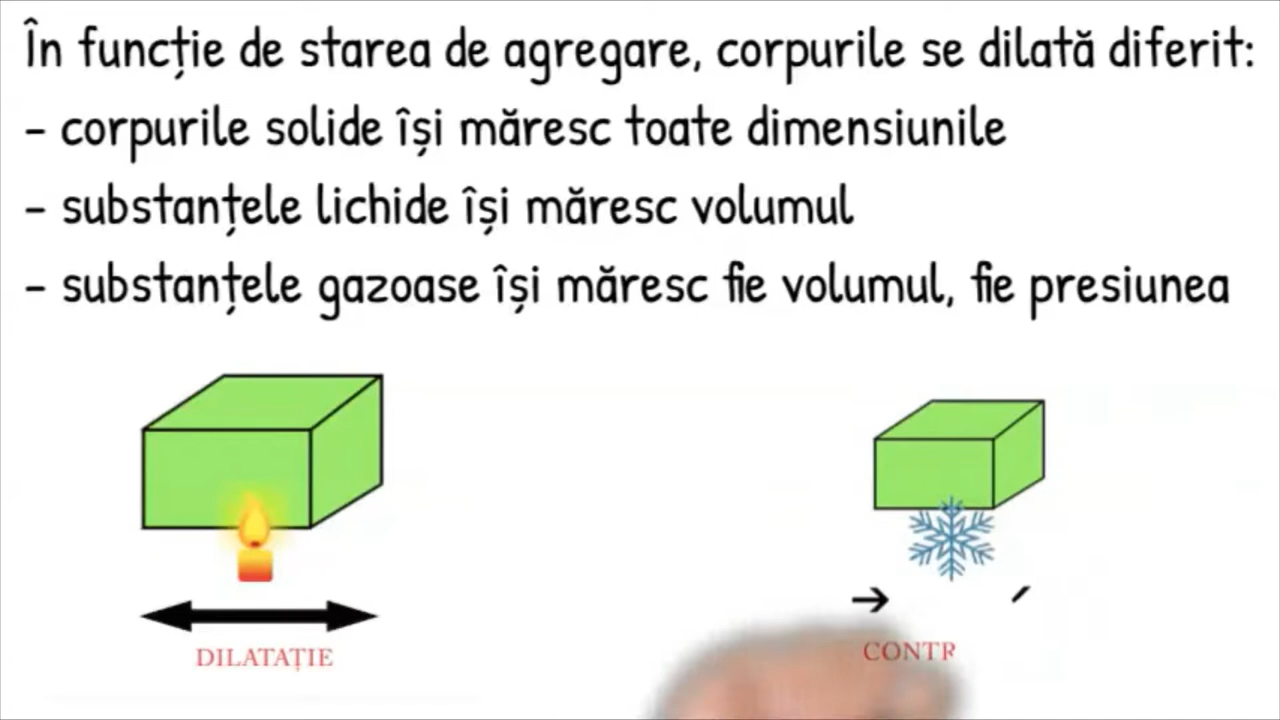 În funcție de starea de agregare, corpurile se dilată diferit:
- corpurile solide își măresc toate dimensiunile
- substanțele lichide își măresc volumul
- substanțele gazoase își măresc fie volumul, fie presiunea
DILATAȚIE
CONTR